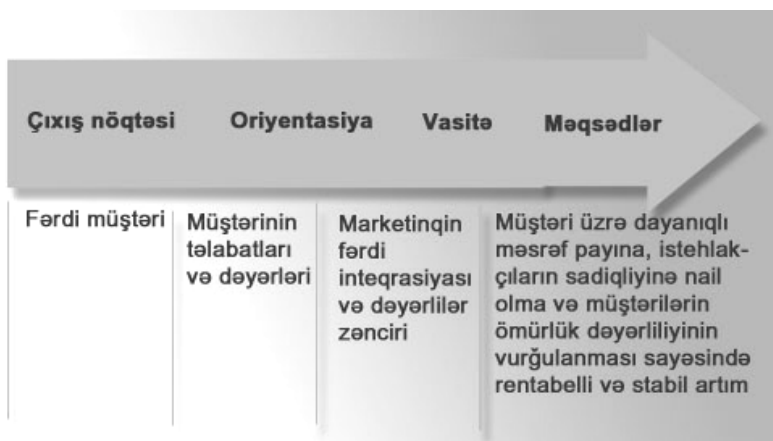 Çıxış nöqtəsi Oriyentasiya Vasitə Məqsədlər
Fərdi müştəri
Müştərinin
təlabatları
və dəyərləri
Marketinqin
fərdi
inteqrasiyası
və dəyərlilər
zənciri
Müştəri üzrə dayanıqlı
məsrəf payına, istehlak-
çıların sadiqliyinə nail
olma və müştərilərin
ömürlük dəyərliliyinin
vurğulanması sayəsində
rentabelli və stabil artım